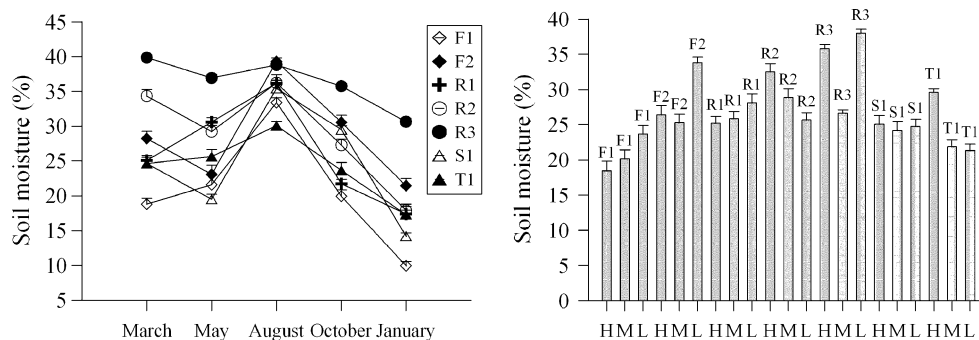 Soil moisture (%)
45
40
35
30
25
20
15
10
5
March May August October January
F1
F2
R1
R2
R3
S1
T1
Soil moisture (%)
40
35
30
25
20
15
10
5
0
F1 F1 F1 F2 F2 F2 R1 R1 R1 R2 R2 R2 R3 R3 R3 S1 S1 S1 T1 T1 T1
H M L H M L H M L H M L H M L H M L H M L